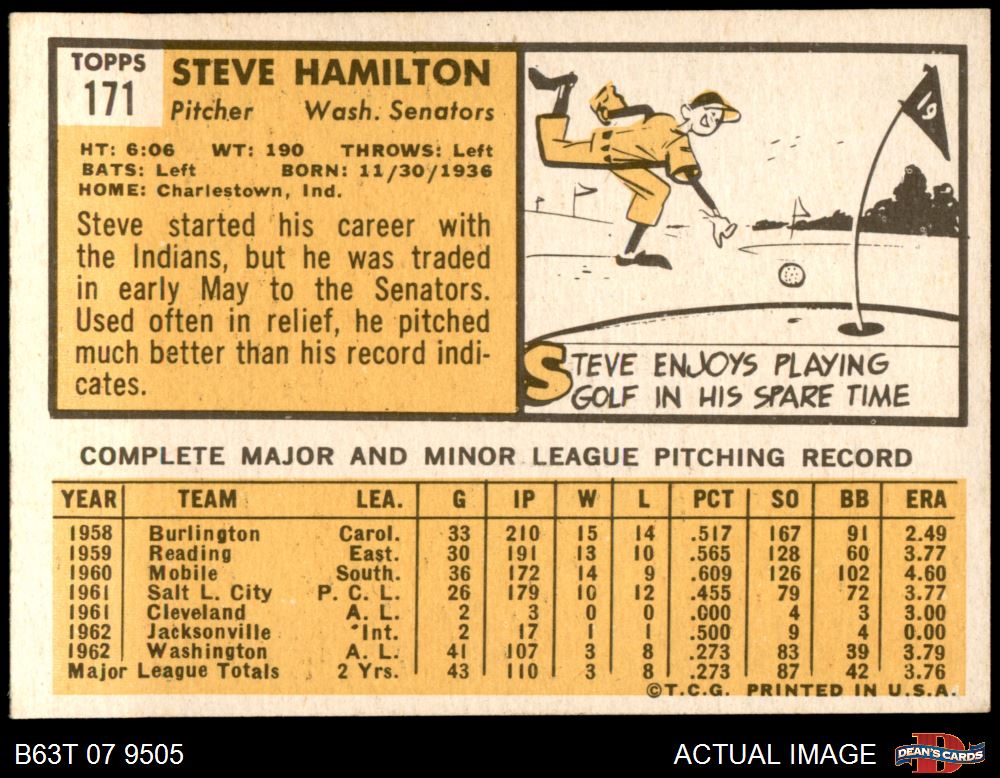 TOPPS
171
STEVE HAMILTON
Pitcher Wash. Senators
HT: 6:06 WT: 190 THROWS: Left
BATS: Left BORN: 11/30/1936
HOME: Charlestown, Ind.
Steve started his career with
the Indians, but he was traded
in early May to the Senators.
Used often in relief, he pitched
much better than his record indi-
cates.
19
STEVE ENJOYS PLAYING
GOLF IN HIS SPARE TIME
COMPLETE MAJOR AND MINOR LEAGUE PITCHING RECORD
YEAR TEAM LEA. G IP W L PCT SO BB ERA
1958 Burlington Carol. 33 210 15 14 .517 167 91 2.49
1959 Reading East. 30 191 13 10 .565 128 60 3.77
1960 Mobile South. 36 172 14 9 .609 126 102 4.60
1961 Salt L. City P. C. L. 26 179 10 12 .455 79 72 3.77
1961 Cleveland A. L. 2 3 0 0 .000 4 3 3.00
1962 Jacksonville Int. 2 17 1 1 .500 9 4 0.00
1962 Washington A. L. 41 107 3 8 .273 83 39 3.79
Major League Totals 2 Yrs. 43 110 3 8 .273 87 42 3.76
©T.C.G. PRINTED IN U.S.A.
B63T 07 9505
ACTUAL IMAGE
D
DEAN'S CARDS